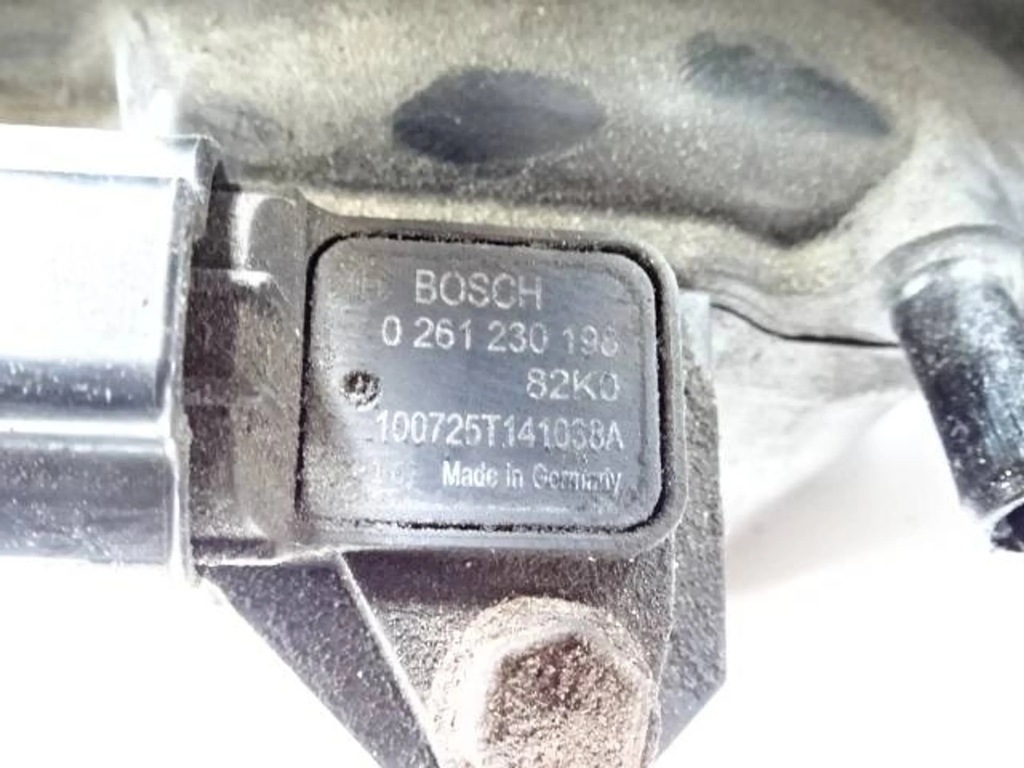 BOSCH
0 261 230 198
82K0
100725T141038A
Made in Germany